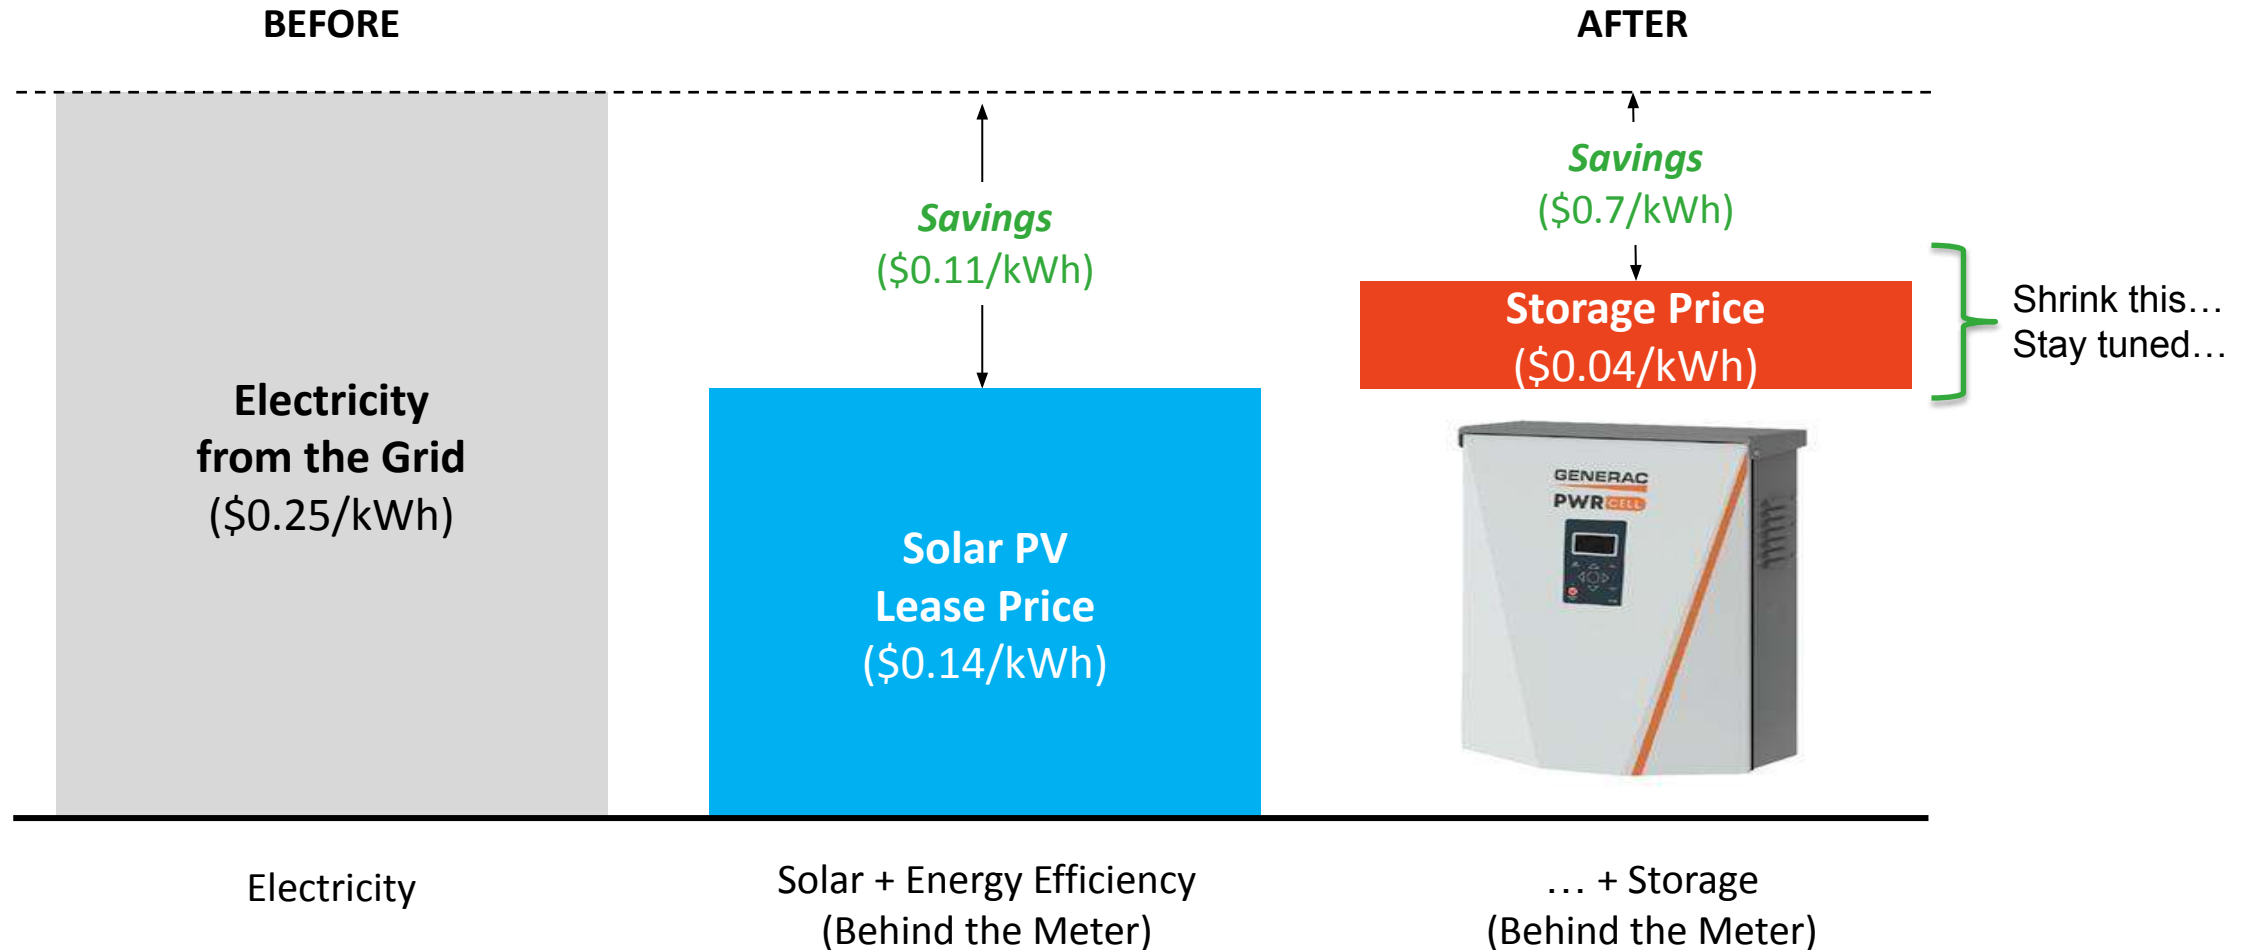 BEFORE
AFTER
Electricity
from the Grid
($0.25/kWh)
Savings
($0.11/kWh)
Solar PV
Lease Price
($0.14/kWh)
Savings
($0.7/kWh)
Storage Price
($0.04/kWh)
Shrink this…
Stay tuned…
GENERAC
PWRCELL
Electricity
Solar + Energy Efficiency
(Behind the Meter)
… + Storage
(Behind the Meter)